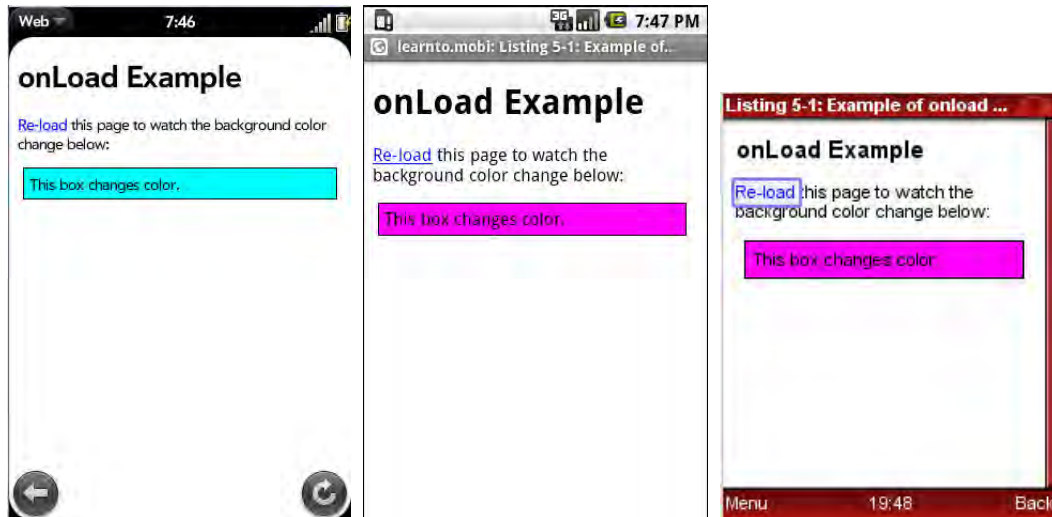 Web
7:46
onLoad Example
Re-load this page to watch the background color
change below:
This box changes color.
3G
7:47 PM
learnto.mobi: Listing 5-1: Example of..
onLoad Example
Re-load this page to watch the
background color change below:
This box changes color.
Listing 5-1: Example of onload ...
onLoad Example
Re-load this page to watch the
background color change below:
This box changes color
Menu
19:48
Back